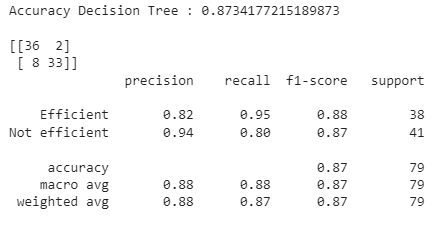 Accuracy Decision Tree : 0.8734177215189873
[[36 2]
[ 8 33]]
precision recall f1-score support
Efficient 0.82 0.95 0.88 38
Not efficient 0.94 0.80 0.87 41
accuracy 0.87 79
macro avg 0.88 0.88 0.87 79
weighted avg 0.88 0.87 0.87 79